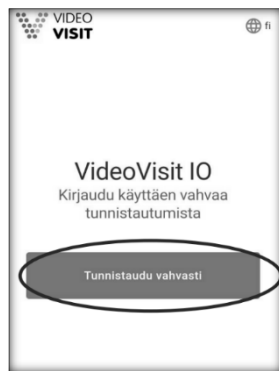 VIDEO
VISIT
fi
VideoVisit IO
Kirjaudu käyttäen vahvaa
tunnistautumista
Tunnistaudu vahvasti